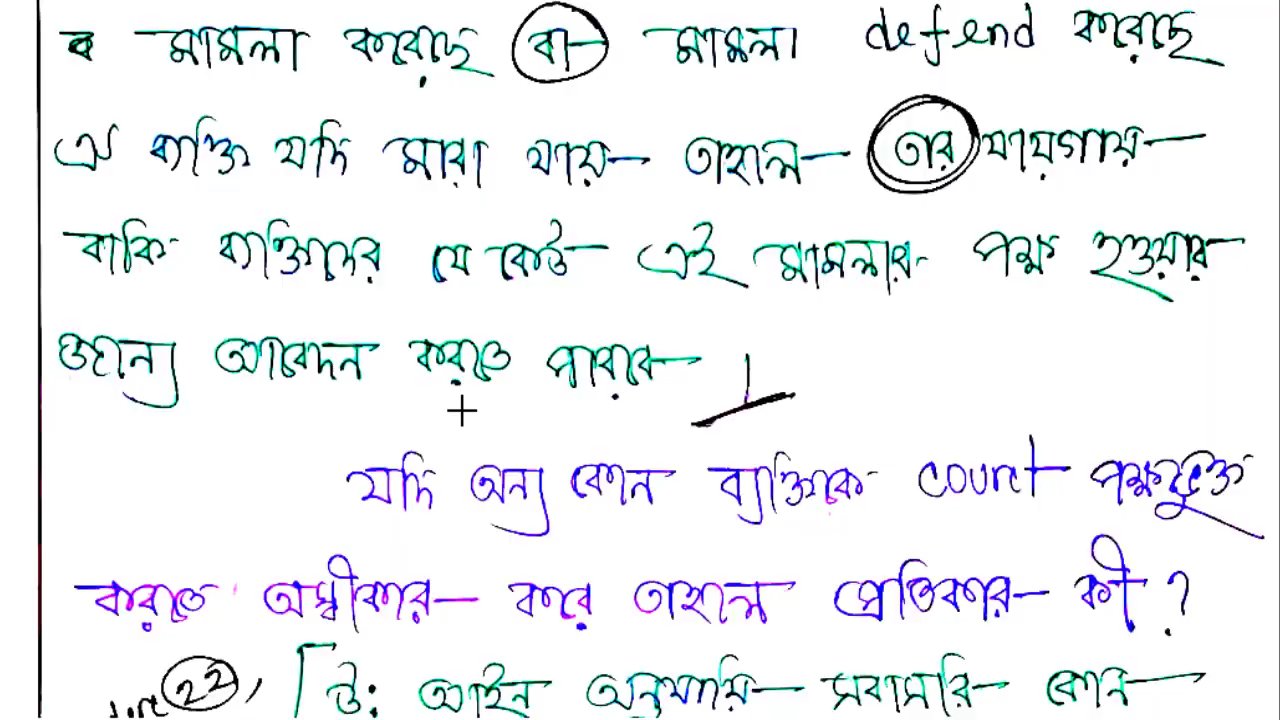 ব মামলা করেছে বা মামলা defend করেছে
ঐ ব্যক্তি যদি মারা যায় তাহলে তার যায়গায়
বাকি ব্যক্তিদের যে কেউ এই মামলার পক্ষ হওয়ার
জন্য আবেদন করতে পারবে।
যদি অন্য কোন ব্যক্তিকে court পক্ষভুক্ত
করতে অস্বীকার করে তাহলে প্রতিকার কী?
22, উঃ আইন অনুযায়ি সরাসরি কোন